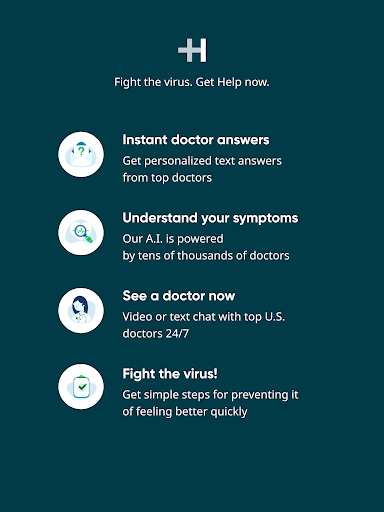 H
Fight the virus. Get Help now.
Instant doctor answers
Get personalized text answers
from top doctors
?
Understand your symptoms
Our A.I. is powered
by tens of thousands of doctors
See a doctor now
Video or text chat with top U.S.
doctors 24/7
Fight the virus!
Get simple steps for preventing it
of feeling better quickly